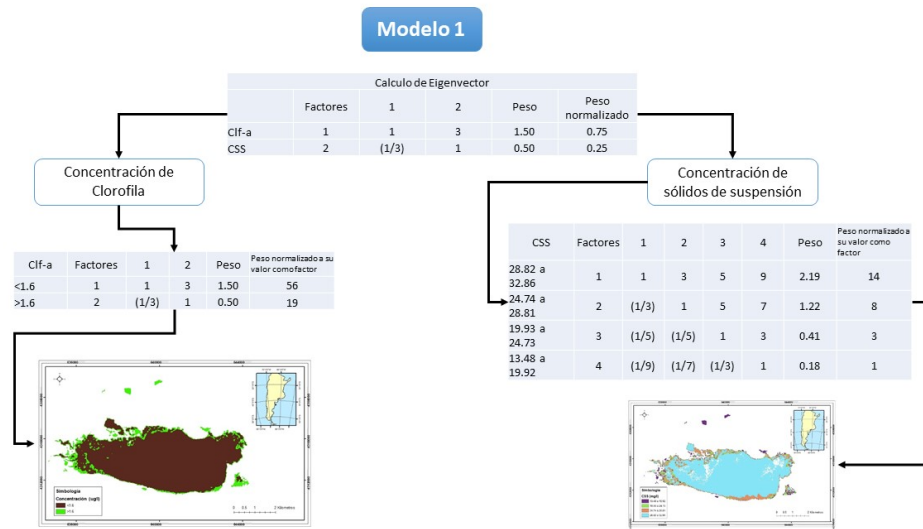 Modelo 1
Calculo de Eigenvector
Factores 1 2 Peso Peso normalizado
Clf-a 1 1 3 1.50 0.75
CSS 2 (1/3) 1 0.50 0.25
Concentración de
Clorofila
Concentración de
sólidos de suspensión
Clf-a Factores 1 2 Peso Peso normalizado a su valor como factor
<1.6 1 1 3 1.50 56
>1.6 2 (1/3) 1 0.50 19
CSS Factores 1 2 3 4 Peso Peso normalizado a su valor como factor
28.82 a 32.86 1 1 3 5 9 2.19 14
24.74 a 28.81 2 (1/3) 1 5 7 1.22 8
19.93 a 24.73 3 (1/5) (1/5) 1 3 0.41 3
13.48 a 19.92 4 (1/9) (1/7) (1/3) 1 0.18 1
Simbología
Concentración (ug/l)
Simbología
CSS (mg/l)